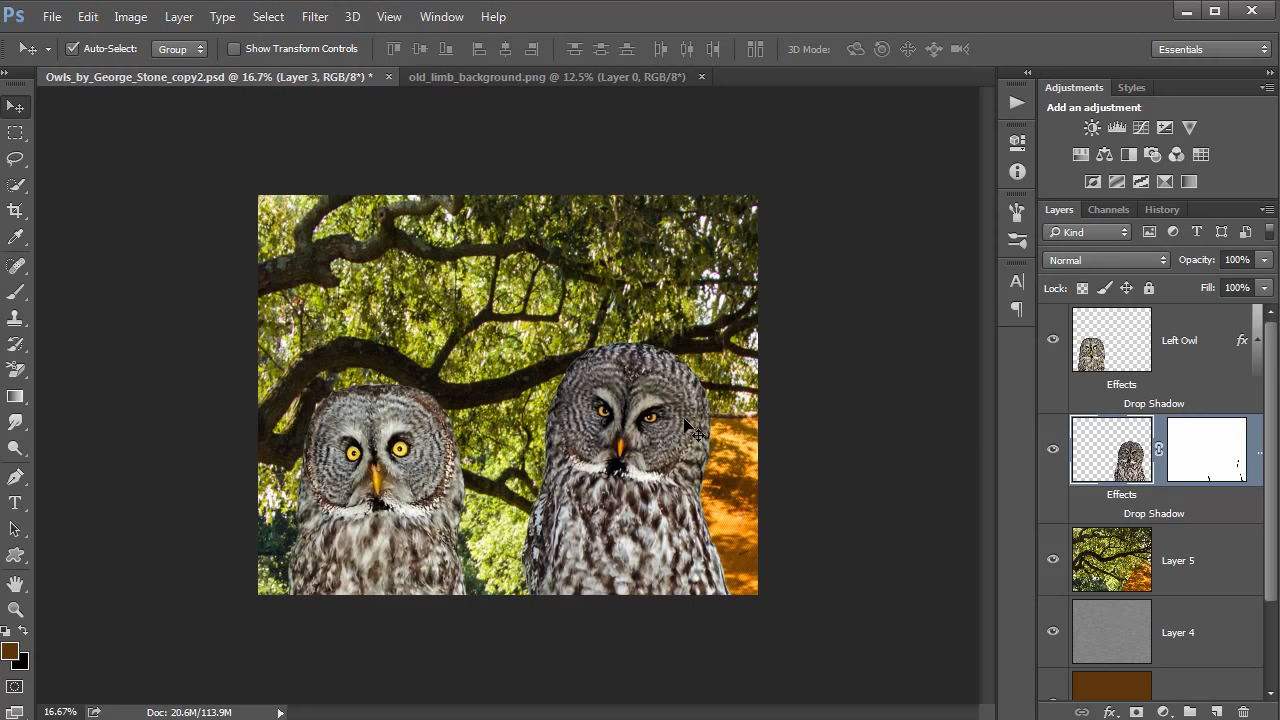 Ps File Edit Image Layer Type Select Filter 3D View Window Help
Auto-Select: Group Show Transform Controls 3D Mode: Essentials
Owls_by_George_Stone_copy2.psd @ 16.7% (Layer 3, RGB/8*) * × old_limb_background.png @ 12.5% (Layer 0, RGB/8*) ×
Adjustments Styles
Add an adjustment
Layers Channels History
Kind T
Normal Opacity: 100%
Lock: Fill: 100%
Left Owl fx
Effects
Drop Shadow
Effects
Drop Shadow
Layer 5
Layer 4
16.67% Doc: 20.6M/113.9M
fx.